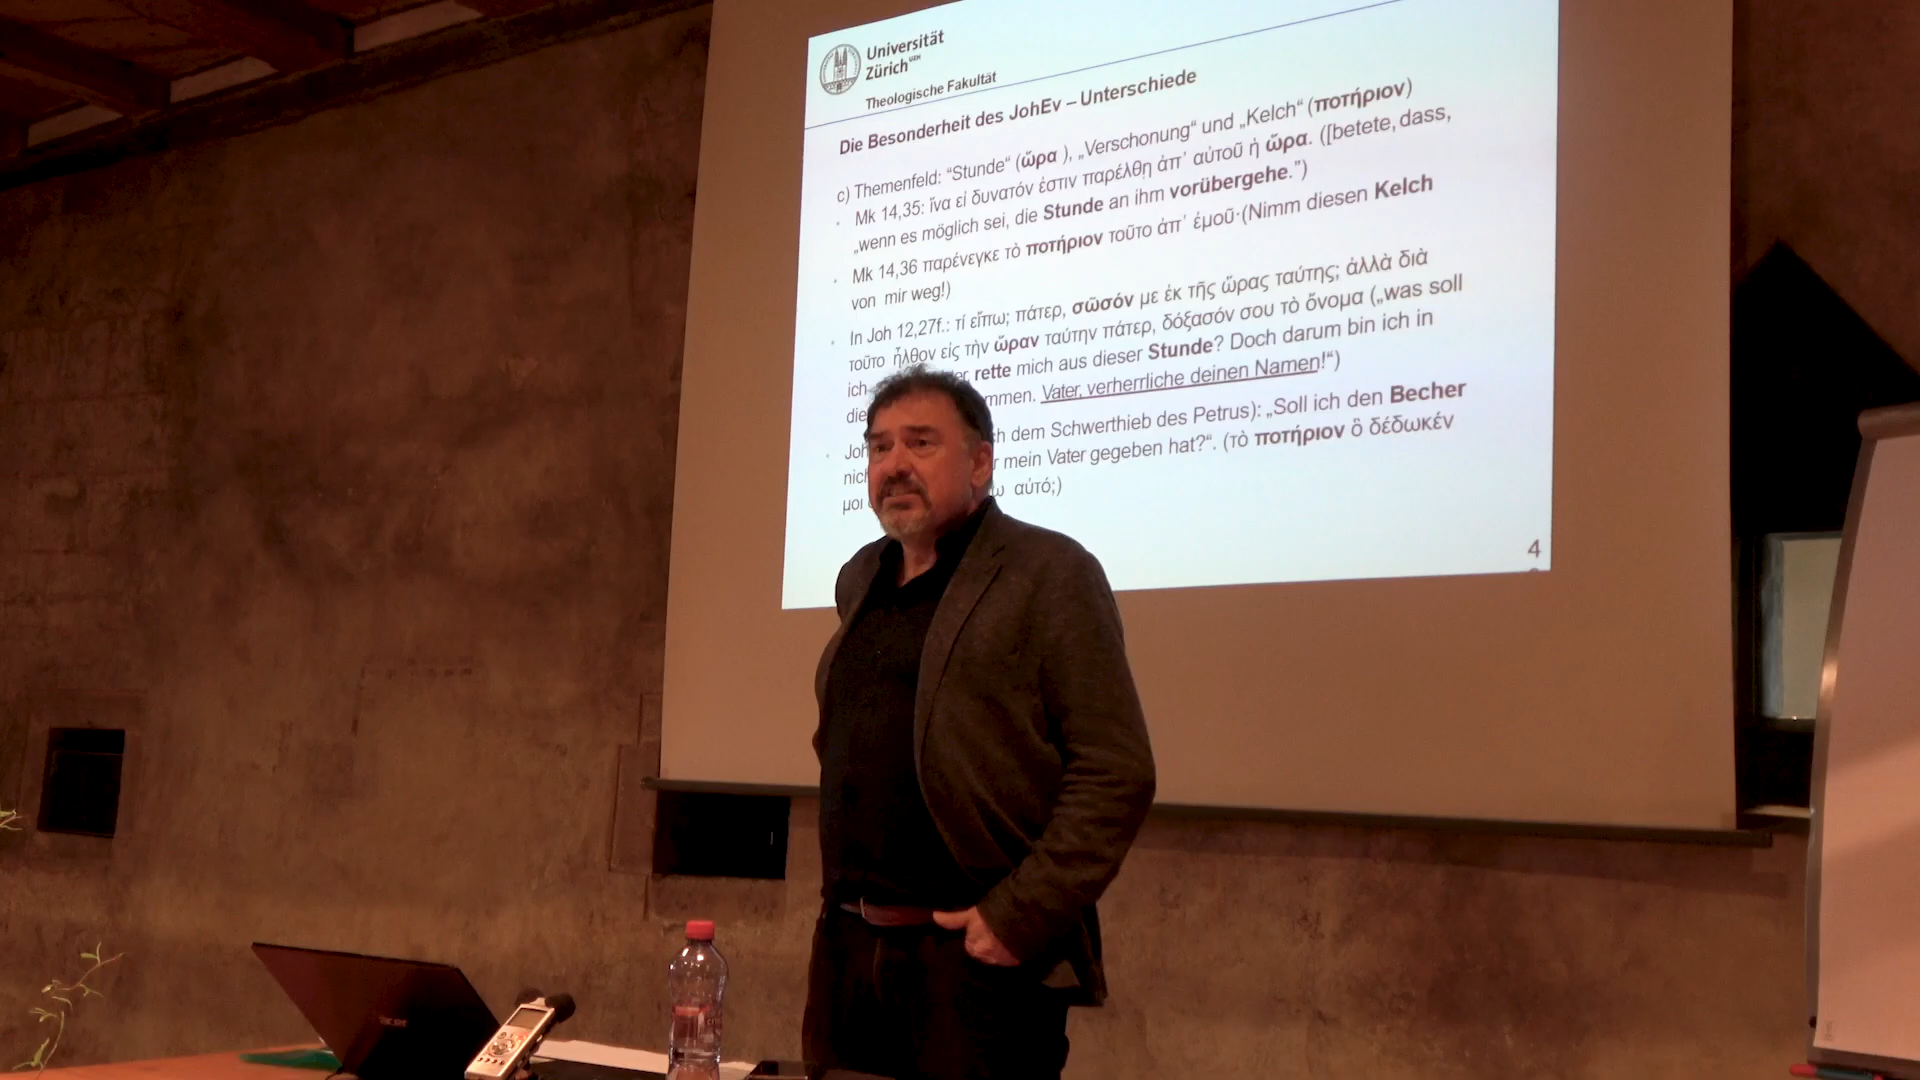 Universität
Zürich UZH
Theologische Fakultät
Die Besonderheit des JohEv – Unterschiede
c) Themenfeld: “Stunde“ (ὥρα ), „Verschonung“ und „Kelch“ (ποτήριον)
Mk 14,35: ἵνα εἰ δυνατόν ἐστιν παρέλθῃ ἀπ᾽ αὐτοῦ ἡ ὥρα. ([betete, dass,
„wenn es möglich sei, die Stunde an ihm vorübergehe.”)
Mk 14,36 παρένεγκε τὸ ποτήριον τοῦτο ἀπ᾽ ἐμοῦ·(Nimm diesen Kelch
von mir weg!)
In Joh 12,27f.: τί εἴπω; πάτερ, σῶσόν με ἐκ τῆς ὥρας ταύτης; ἀλλὰ διὰ
τοῦτο ἦλθον εἰς τὴν ὥραν ταύτην πάτερ, δόξασόν σου τὸ ὄνομα („was soll
ich rette mich aus dieser Stunde? Doch darum bin ich in
die mmen. Vater, verherrliche deinen Namen!“)
Joh ch dem Schwerthieb des Petrus): „Soll ich den Becher
nich r mein Vater gegeben hat?“. (τὸ ποτήριον ὃ δέδωκέν
μοι ω αὐτό;)
4